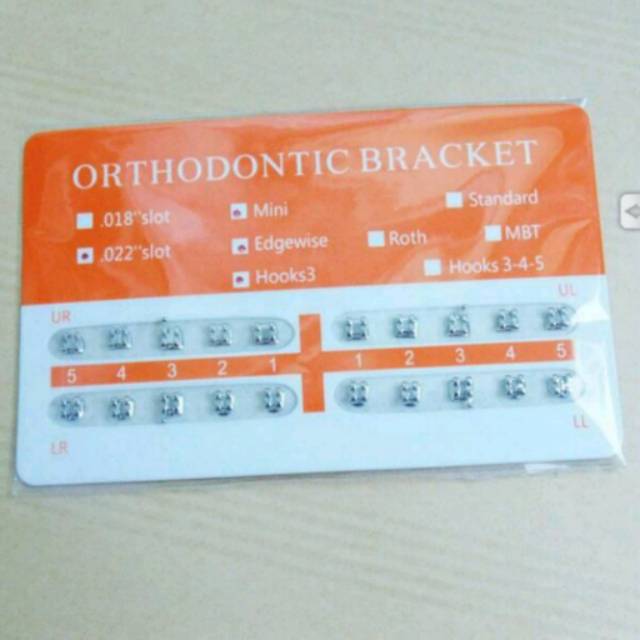 ORTHODONTIC BRACKET
.018"slot Mini Standard
.022"slot Edgewise Roth MBT
Hooks3 Hooks 3-4-5
UR UL
5 4 3 2 1 1 2 3 4 5
LR LL